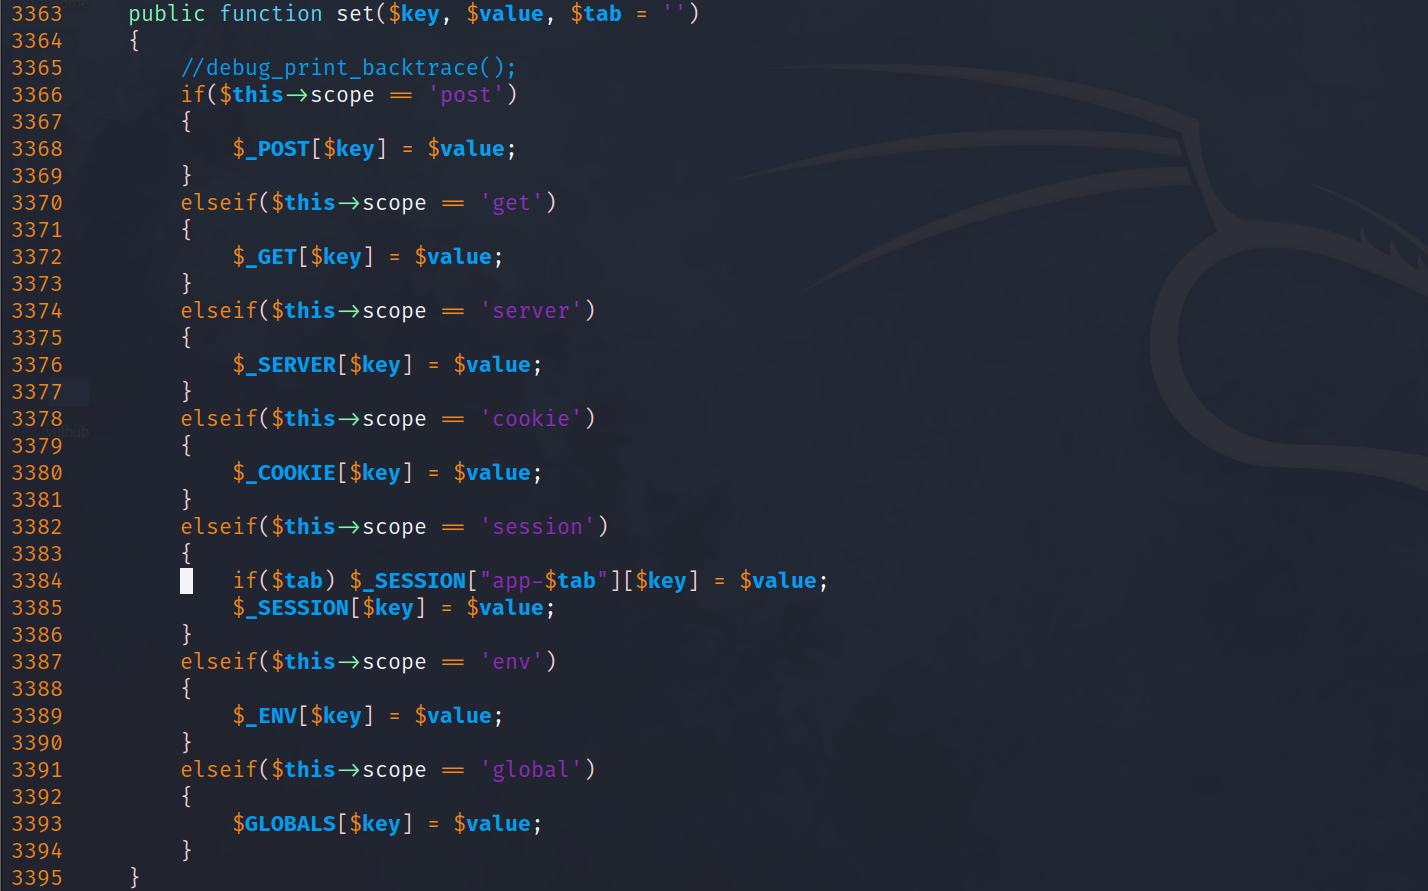 3363     public function set($key, $value, $tab = '')
3364     {
3365         //debug_print_backtrace();
3366         if($this->scope == 'post')
3367         {
3368             $_POST[$key] = $value;
3369         }
3370         elseif($this->scope == 'get')
3371         {
3372             $_GET[$key] = $value;
3373         }
3374         elseif($this->scope == 'server')
3375         {
3376             $_SERVER[$key] = $value;
3377         }
3378         elseif($this->scope == 'cookie')
3379         {
3380             $_COOKIE[$key] = $value;
3381         }
3382         elseif($this->scope == 'session')
3383         {
3384             if($tab) $_SESSION["app-$tab"][$key] = $value;
3385             $_SESSION[$key] = $value;
3386         }
3387         elseif($this->scope == 'env')
3388         {
3389             $_ENV[$key] = $value;
3390         }
3391         elseif($this->scope == 'global')
3392         {
3393             $GLOBALS[$key] = $value;
3394         }
3395     }